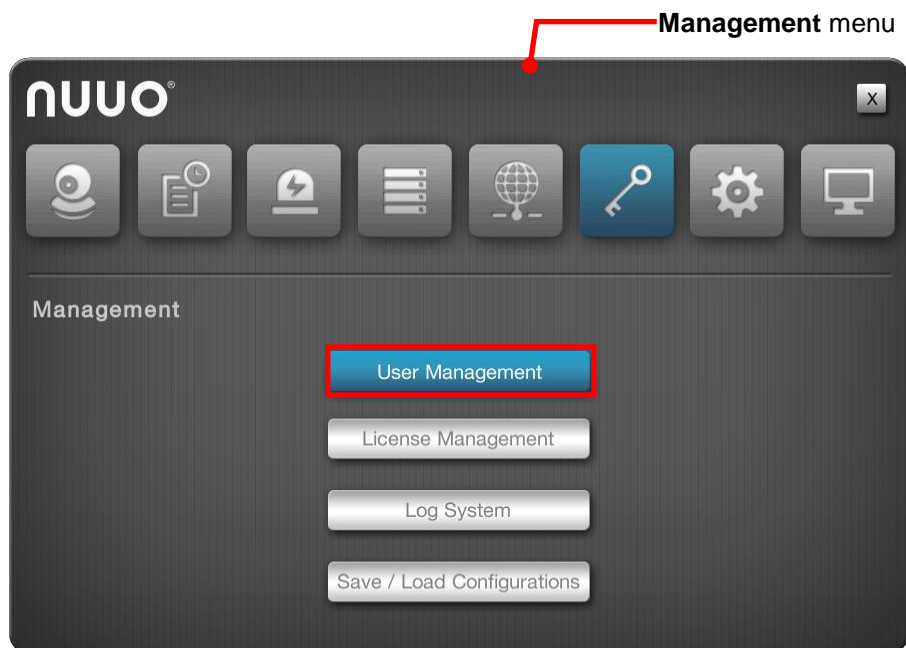 Management menu
nuuo®
X
Management
User Management
License Management
Log System
Save / Load Configurations